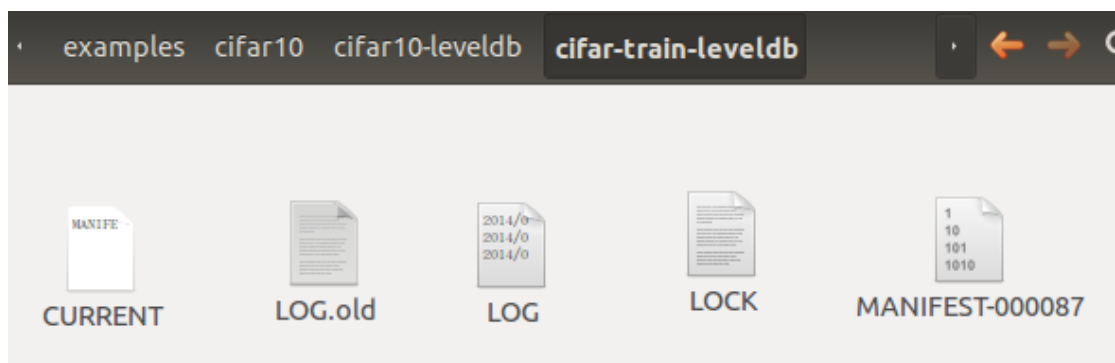 examples cifar10 cifar10-leveldb cifar-train-leveldb
MANIFE
2014/0
2014/0
2014/0
1
10
101
1010
CURRENT LOG.old LOG LOCK MANIFEST-000087